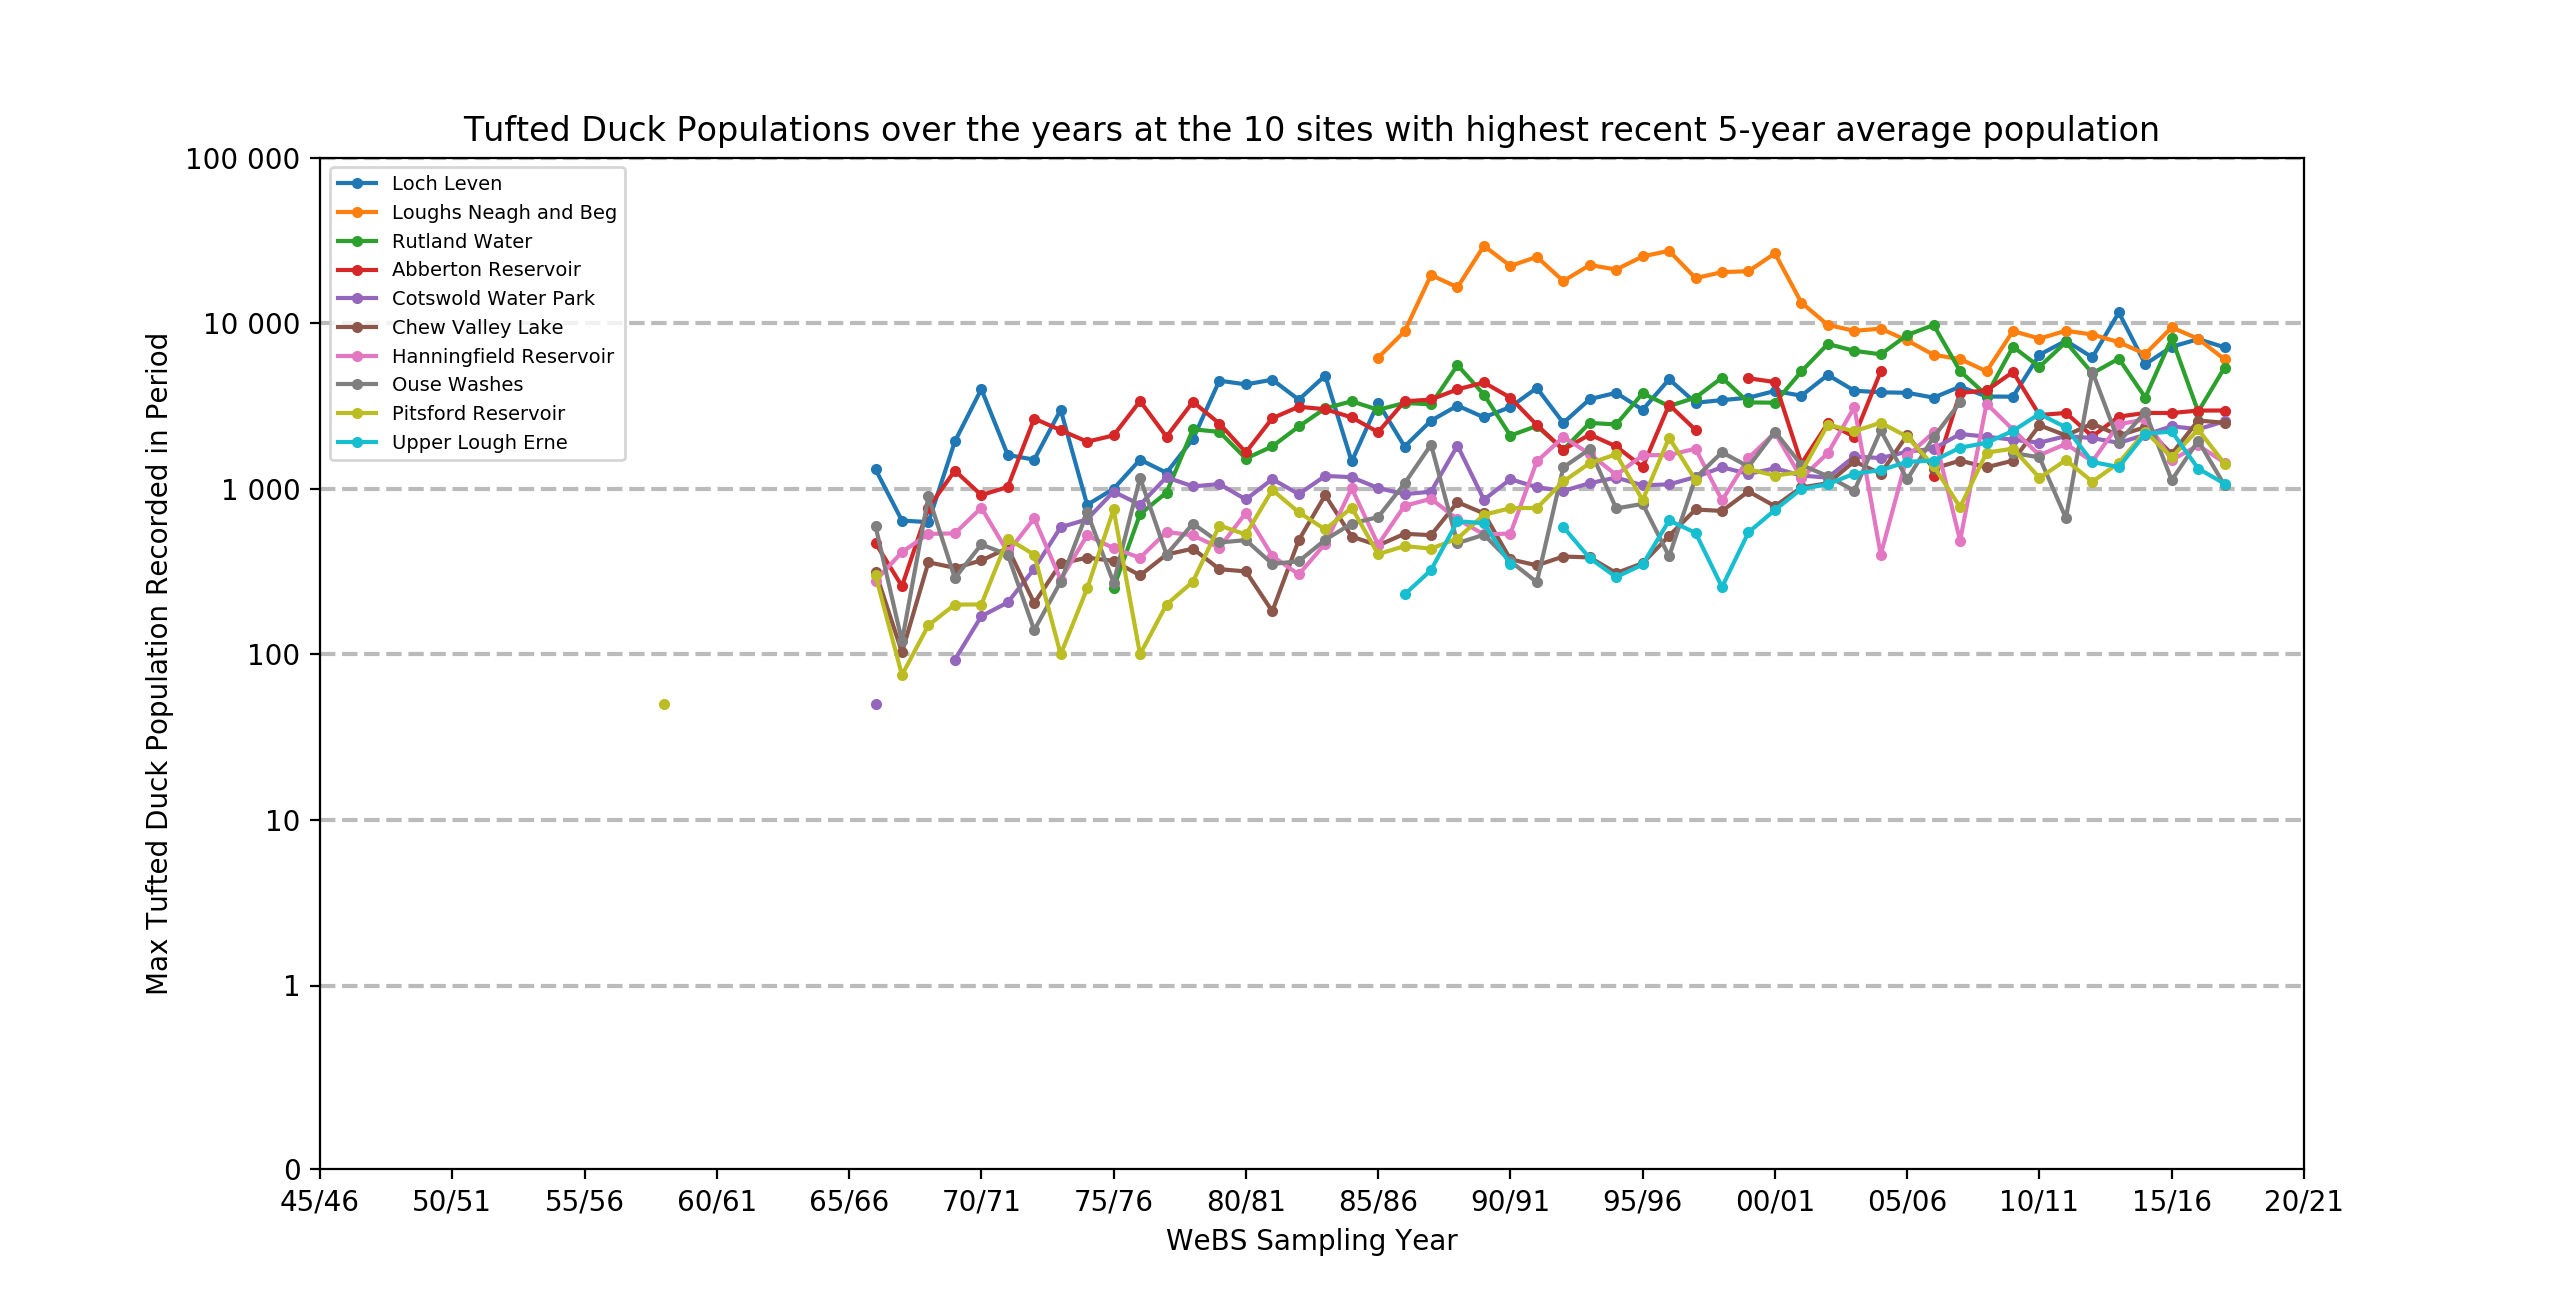 Tufted Duck Populations over the years at the 10 sites with highest recent 5-year average population
100 000
10 000
1 000
100
10
1
0
Max Tufted Duck Population Recorded in Period
Loch Leven
Loughs Neagh and Beg
Rutland Water
Abberton Reservoir
Cotswold Water Park
Chew Valley Lake
Hanningfield Reservoir
Ouse Washes
Pitsford Reservoir
Upper Lough Erne
45/46 50/51 55/56 60/61 65/66 70/71 75/76 80/81 85/86 90/91 95/96 00/01 05/06 10/11 15/16 20/21
WeBS Sampling Year